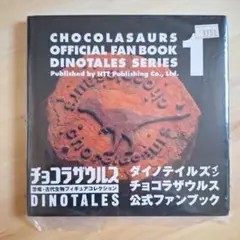 CHOCOLASAURS
OFFICIAL FAN BOOK
DINOTALES SERIES
Published by NTT Publishing Co., Ltd.
1
チョコラザウルス
恐竜・古代生物フィギュアコレクション
DINOTALES
ダイノテイルズイン
チョコラザウルス
公式ファンブック